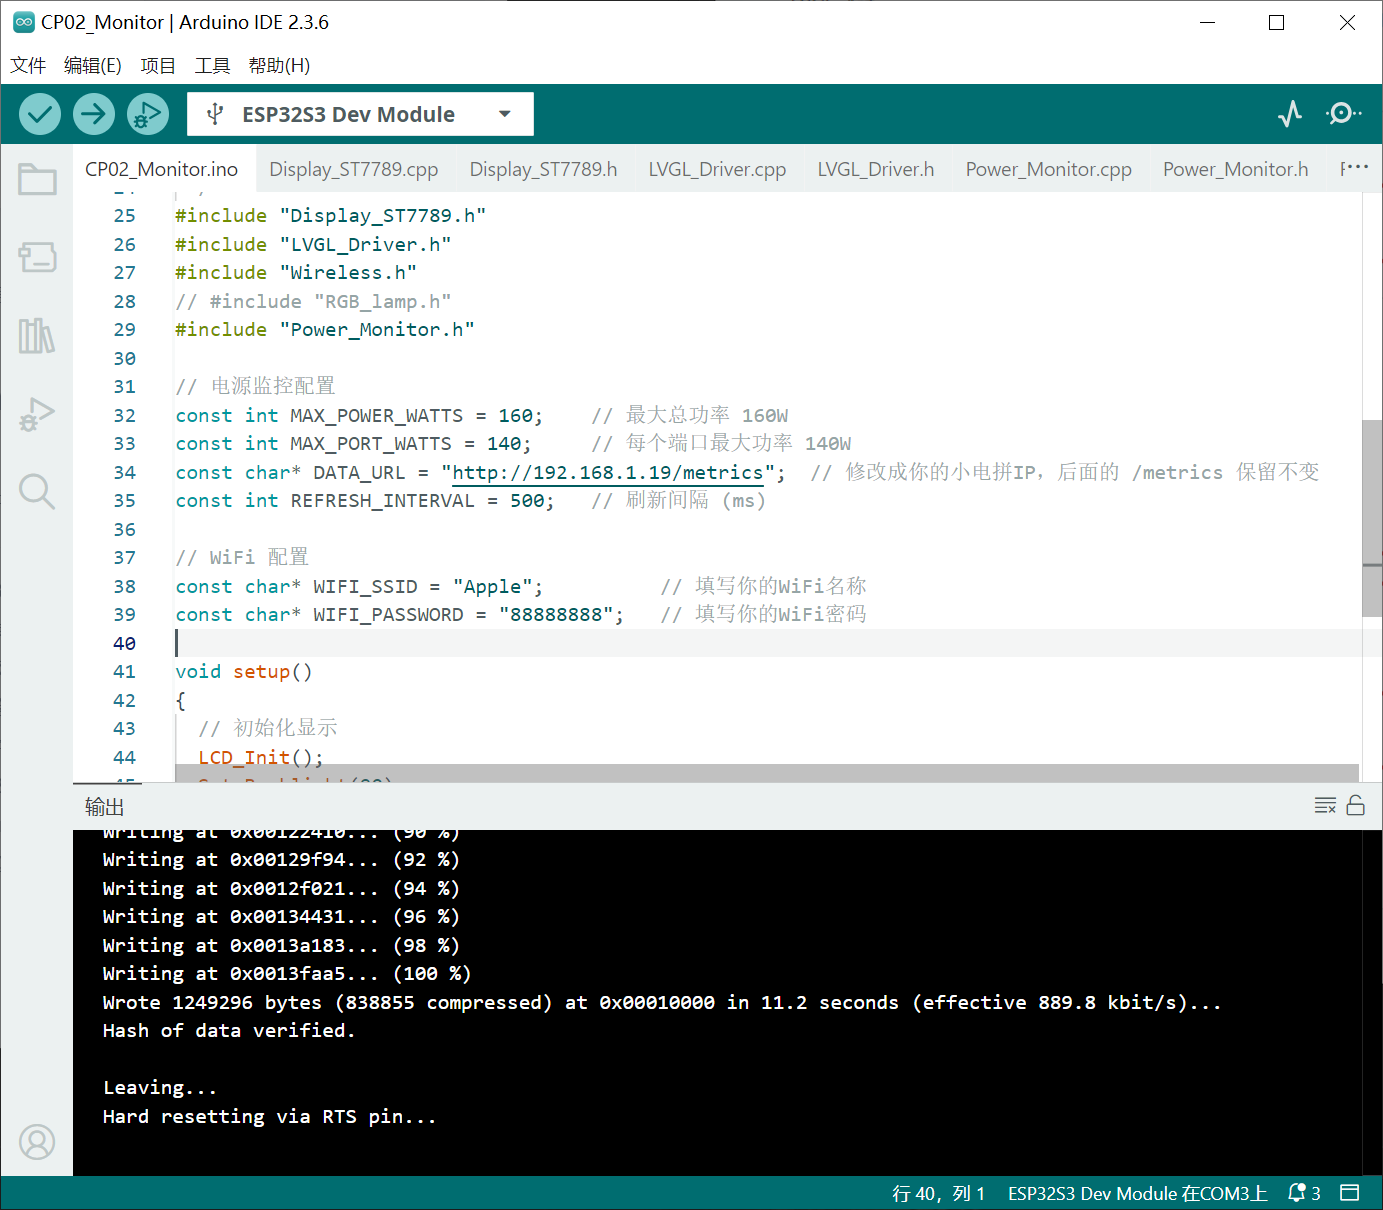 CP02_Monitor | Arduino IDE 2.3.6
文件 编辑(E) 项目 工具 帮助(H)
ESP32S3 Dev Module
CP02_Monitor.ino Display_ST7789.cpp Display_ST7789.h LVGL_Driver.cpp LVGL_Driver.h Power_Monitor.cpp Power_Monitor.h
25 #include "Display_ST7789.h"
26 #include "LVGL_Driver.h"
27 #include "Wireless.h"
28 // #include "RGB_lamp.h"
29 #include "Power_Monitor.h"
30
31 // 电源监控配置
32 const int MAX_POWER_WATTS = 160; // 最大总功率 160W
33 const int MAX_PORT_WATTS = 140; // 每个端口最大功率 140W
34 const char* DATA_URL = "http://192.168.1.19/metrics"; // 修改成你的小电拼IP，后面的 /metrics 保留不变
35 const int REFRESH_INTERVAL = 500; // 刷新间隔 (ms)
36
37 // WiFi 配置
38 const char* WIFI_SSID = "Apple"; // 填写你的WiFi名称
39 const char* WIFI_PASSWORD = "88888888"; // 填写你的WiFi密码
40
41 void setup()
42 {
43 // 初始化显示
44 LCD_Init();
输出
Writing at 0x00122410... (90 %)
Writing at 0x00129f94... (92 %)
Writing at 0x0012f021... (94 %)
Writing at 0x00134431... (96 %)
Writing at 0x0013a183... (98 %)
Writing at 0x0013faa5... (100 %)
Wrote 1249296 bytes (838855 compressed) at 0x00010000 in 11.2 seconds (effective 889.8 kbit/s)...
Hash of data verified.
Leaving...
Hard resetting via RTS pin...
行 40，列 1 ESP32S3 Dev Module 在COM3上 3